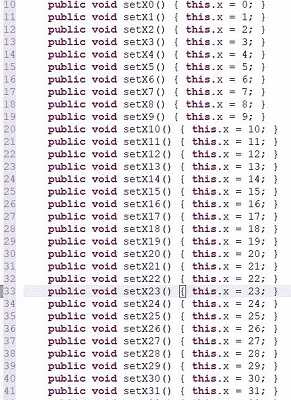 10 public void setX0() { this.x = 0; }
11 public void setX1() { this.x = 1; }
12 public void setX2() { this.x = 2; }
13 public void setX3() { this.x = 3; }
14 public void setX4() { this.x = 4; }
15 public void setX5() { this.x = 5; }
16 public void setX6() { this.x = 6; }
17 public void setX7() { this.x = 7; }
18 public void setX8() { this.x = 8; }
19 public void setX9() { this.x = 9; }
20 public void setX10() { this.x = 10; }
21 public void setX11() { this.x = 11; }
22 public void setX12() { this.x = 12; }
23 public void setX13() { this.x = 13; }
24 public void setX14() { this.x = 14; }
25 public void setX15() { this.x = 15; }
26 public void setX16() { this.x = 16; }
27 public void setX17() { this.x = 17; }
28 public void setX18() { this.x = 18; }
29 public void setX19() { this.x = 19; }
30 public void setX20() { this.x = 20; }
31 public void setX21() { this.x = 21; }
32 public void setX22() { this.x = 22; }
33 public void setX23() { this.x = 23; }
34 public void setX24() { this.x = 24; }
35 public void setX25() { this.x = 25; }
36 public void setX26() { this.x = 26; }
37 public void setX27() { this.x = 27; }
38 public void setX28() { this.x = 28; }
39 public void setX29() { this.x = 29; }
40 public void setX30() { this.x = 30; }
41 public void setX31() { this.x = 31; }